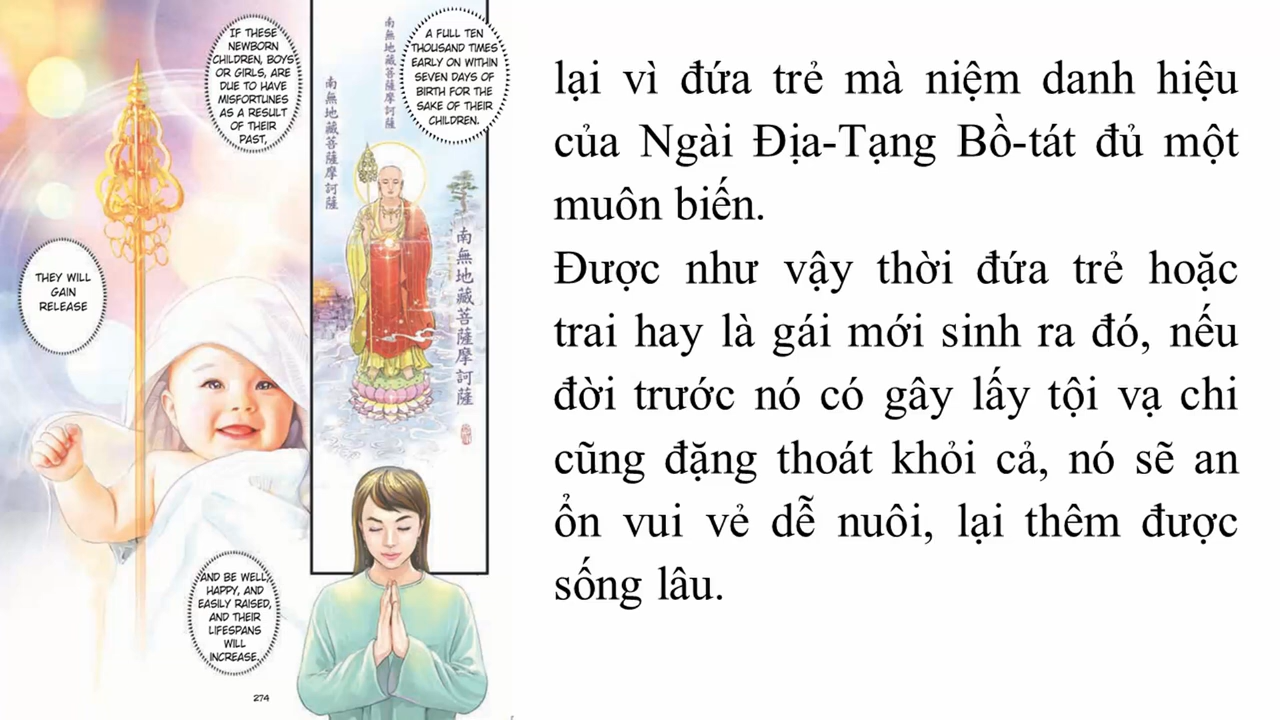 A FULL TEN
THOUSAND TIMES
EARLY ON WITHIN
SEVEN DAYS OF
BIRTH FOR THE
SAKE OF THEIR
CHILDREN.
南無地藏菩薩摩訶薩
南無地藏菩薩摩訶薩
南無地藏菩薩摩訶薩
IF THESE
NEWBORN
CHILDREN, BOYS
OR GIRLS, ARE
DUE TO HAVE
MISFORTUNES
AS A RESULT
OF THEIR
PAST,
THEY WILL
GAIN
RELEASE
AND BE WELL,
HAPPY, AND
EASILY RAISED,
AND THEIR
LIFESPANS
WILL
INCREASE.
274
lại vì đứa trẻ mà niệm danh hiệu
của Ngài Địa-Tạng Bồ-tát đủ một
muôn biến.
Được như vậy thời đứa trẻ hoặc
trai hay là gái mới sinh ra đó, nếu
đời trước nó có gây lấy tội vạ chi
cũng đặng thoát khỏi cả, nó sẽ an
ổn vui vẻ dễ nuôi, lại thêm được
sống lâu.